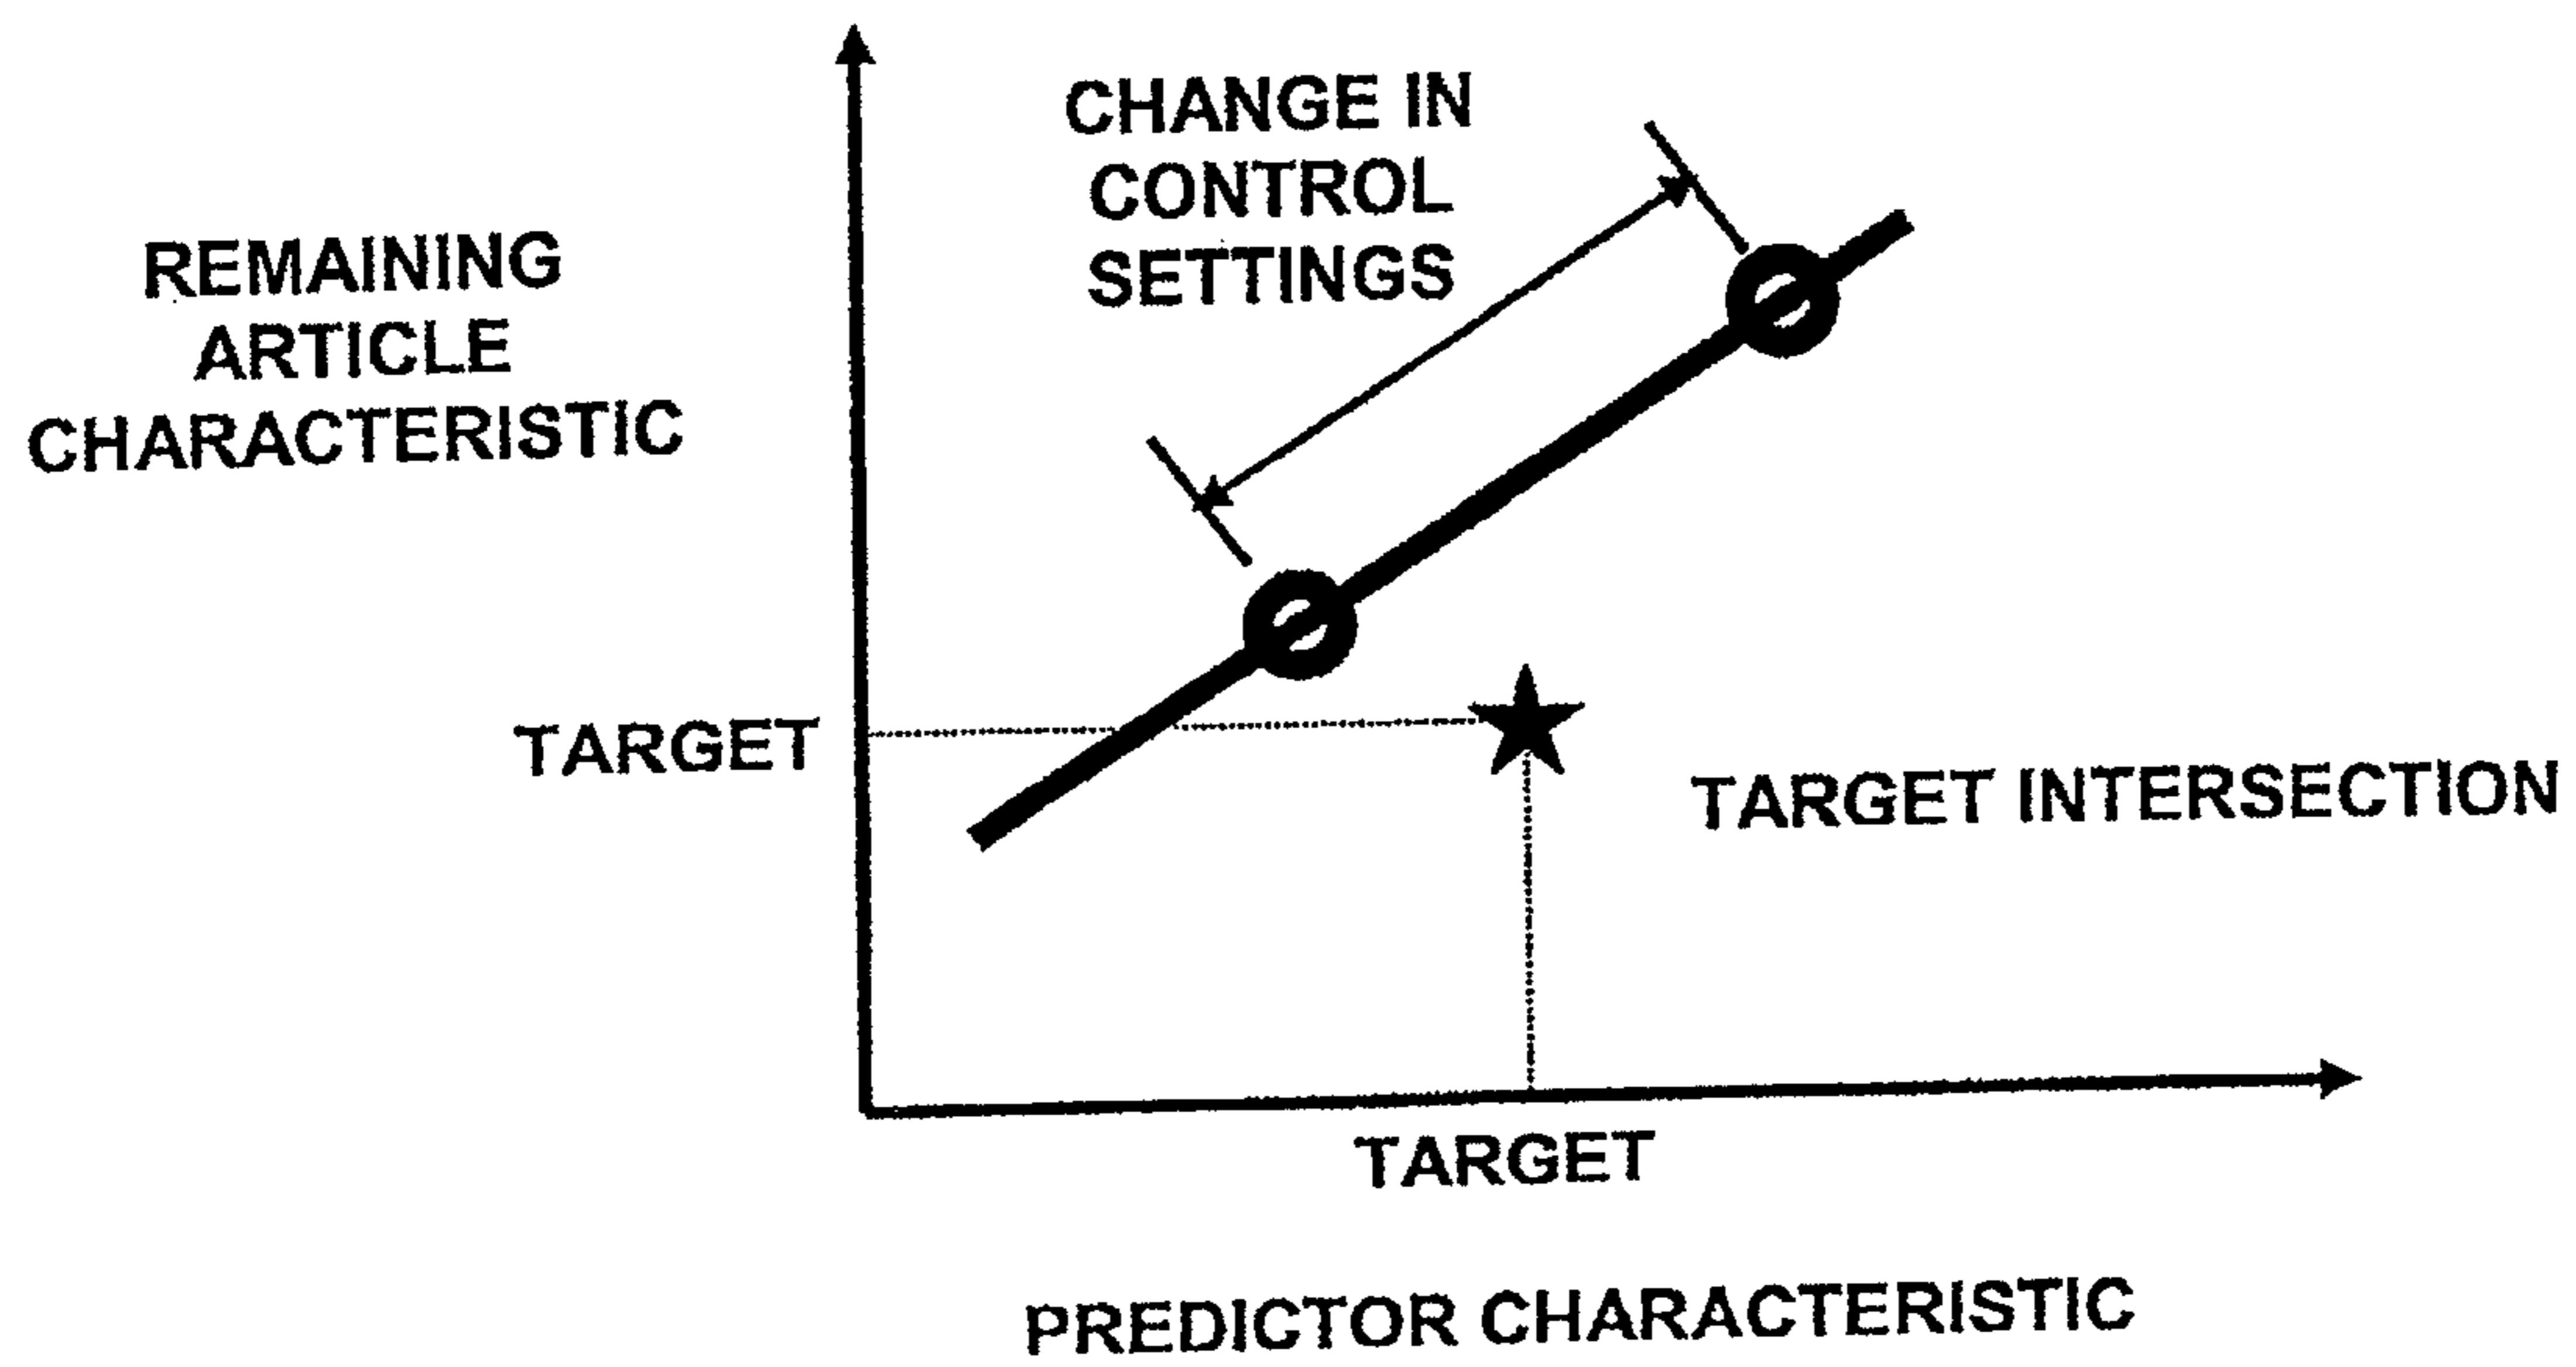 CHANGE IN
CONTROL
SETTINGS
REMAINING
ARTICLE
CHARACTERISTIC
TARGET
TARGET INTERSECTION
TARGET
PREDICTOR CHARACTERISTIC